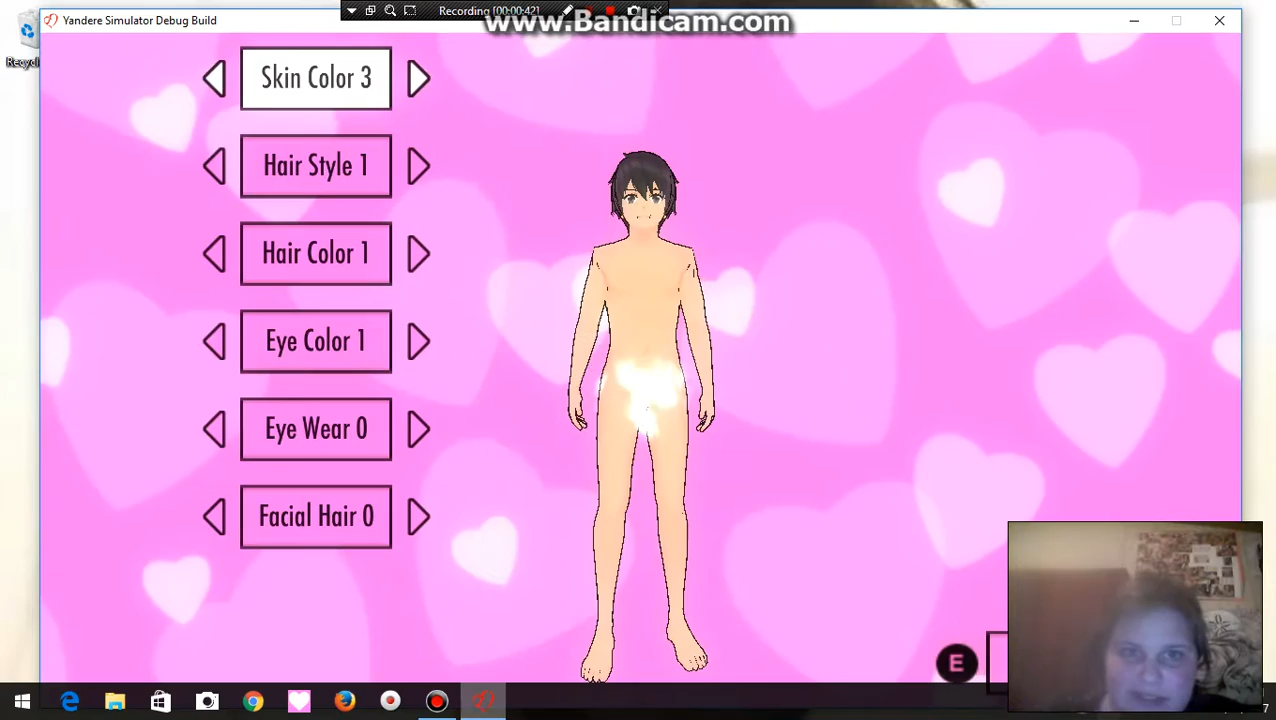 Recording [00:00:42]
www.Bandicam.com
Yandere Simulator Debug Build
Skin Color 3
Hair Style 1
Hair Color 1
Eye Color 1
Eye Wear 0
Facial Hair 0
E